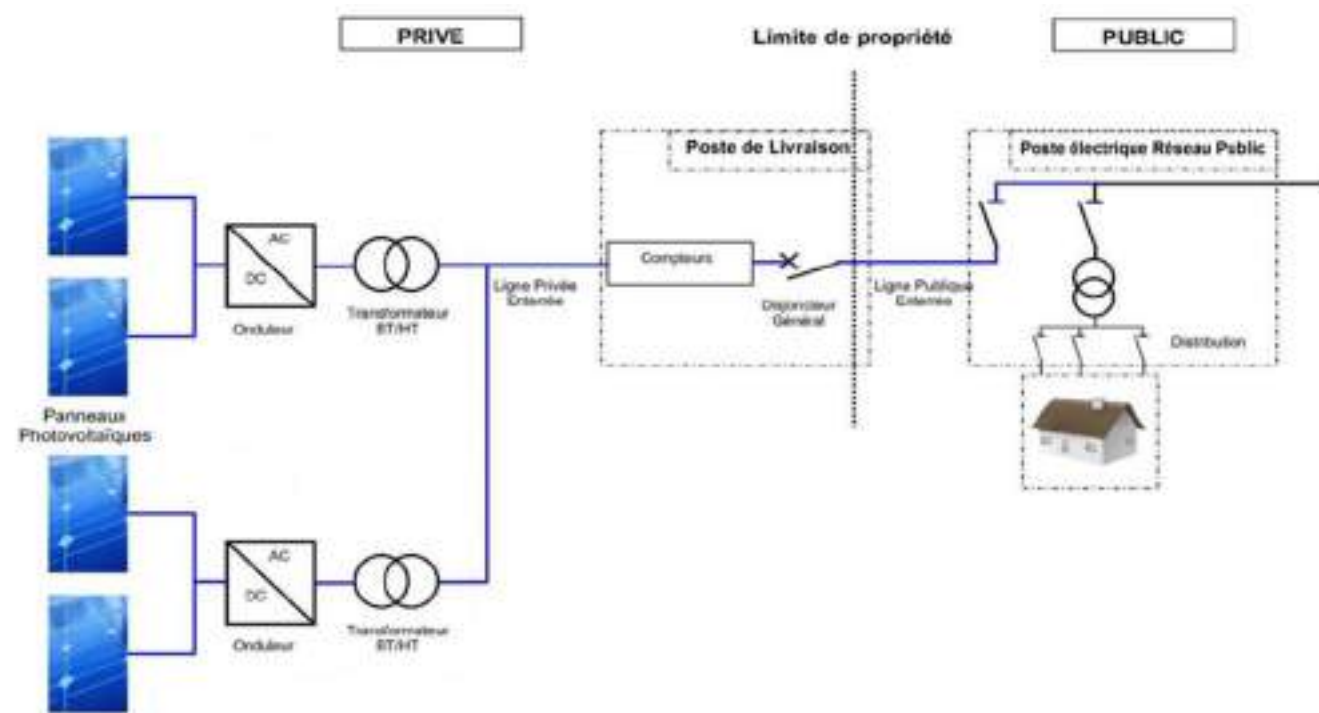 PRIVE
Limite de propriété
PUBLIC
Poste de Livraison
Poste électrique Réseau Public
AC
DC
Onduleur
Transformateur
BT/HT
Ligne Privée
Enterrée
Compteurs
Disjoncteur
Général
Ligne Publique
Enterrée
Distribution
Panneaux
Photovoltaïques
AC
DC
Onduleur
Transformateur
BT/HT